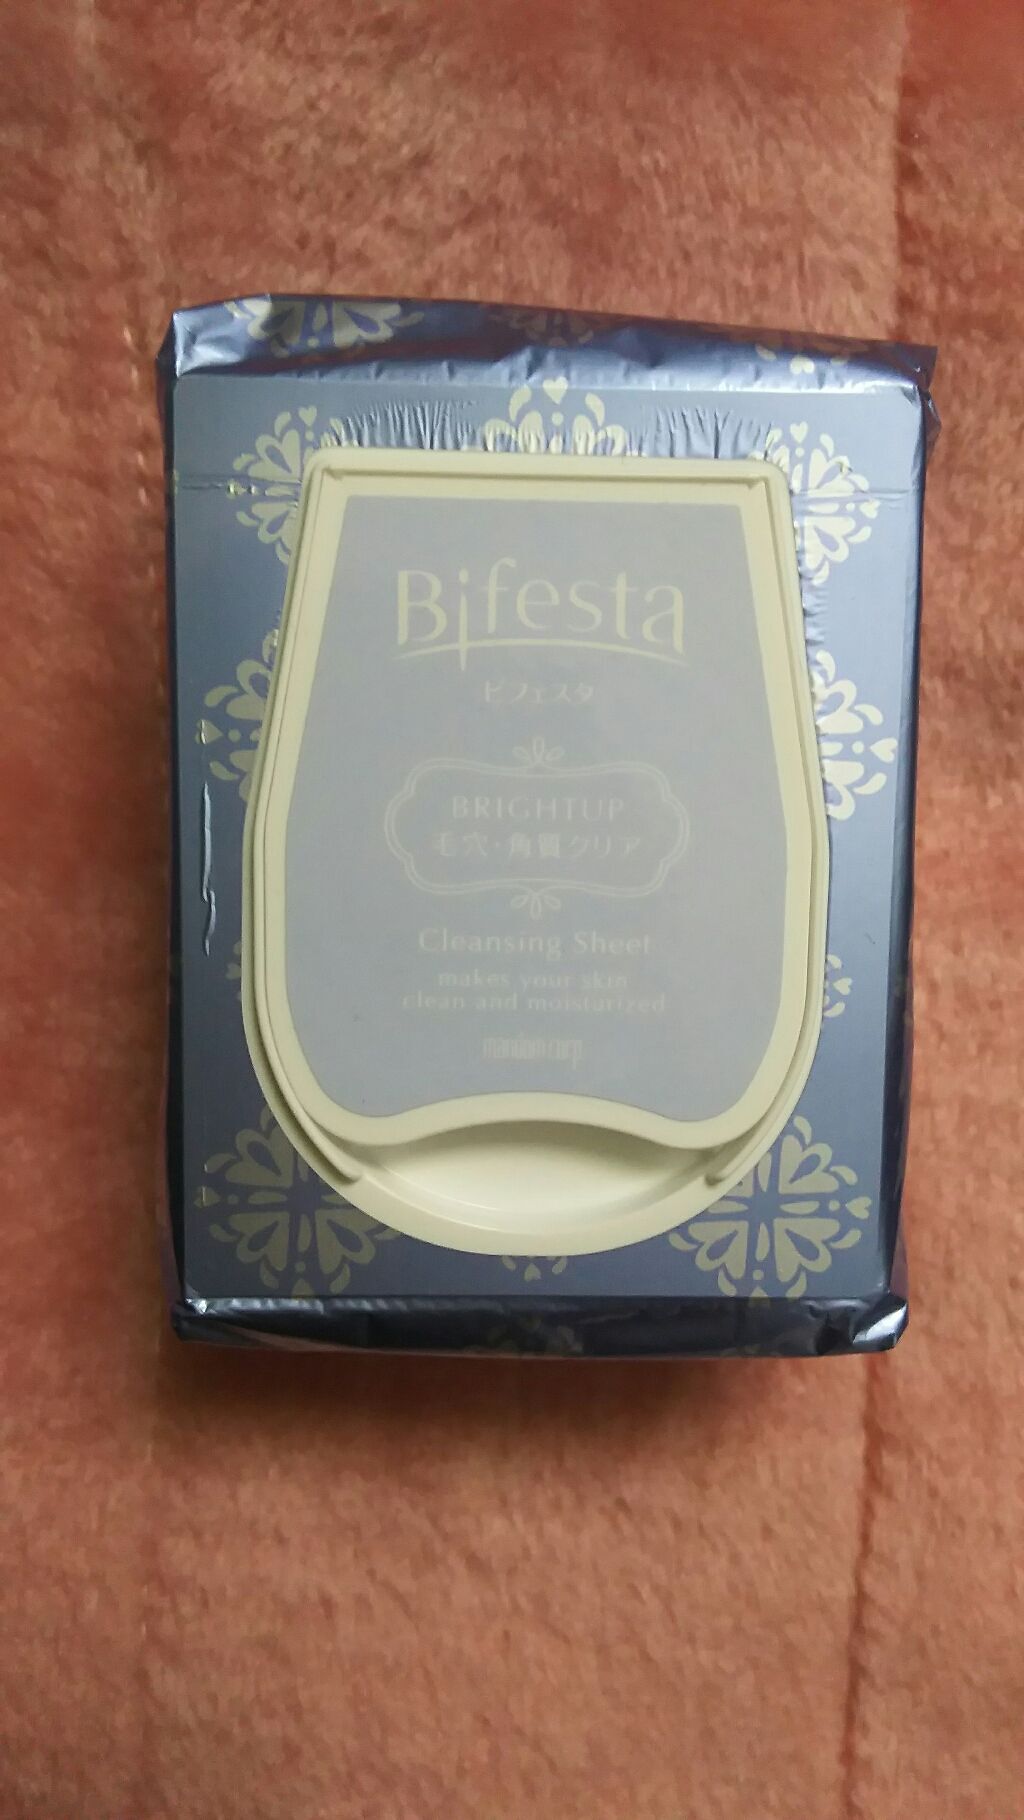 Bifesta
ビフェスタ
BRIGHTUP
毛穴・角質クリア
Cleansing Sheet
makes your skin
clean and moisturized
mandom corp.